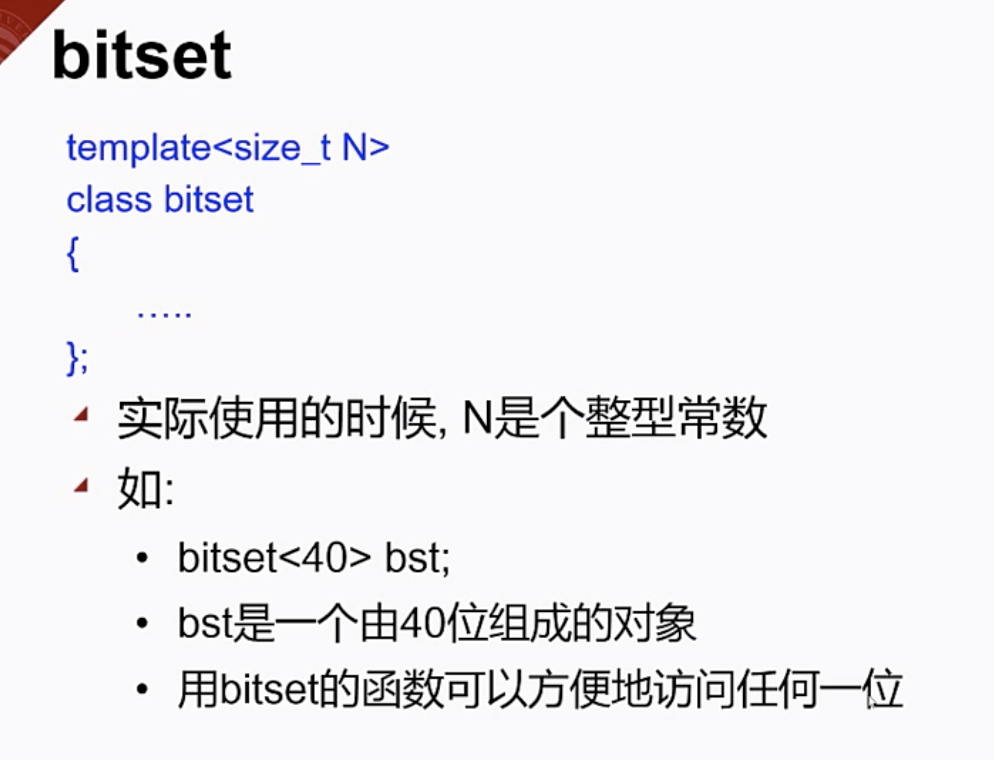 bitset
template<size_t N>
class bitset
{
…..
};
实际使用的时候, N是个整型常数
如:
• bitset<40> bst;
• bst是一个由40位组成的对象
• 用bitset的函数可以方便地访问任何一位